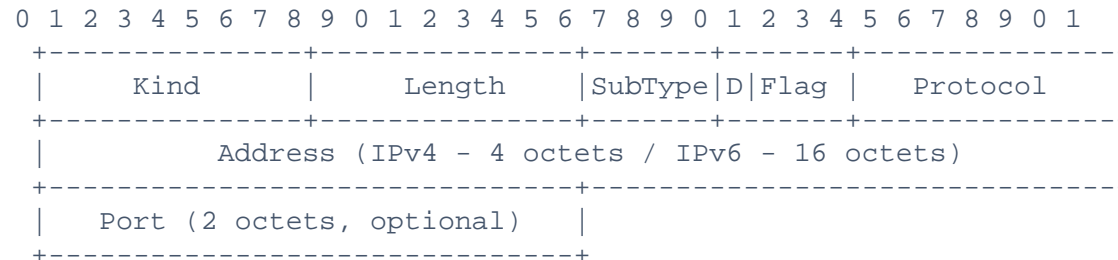 0 1 2 3 4 5 6 7 8 9 0 1 2 3 4 5 6 7 8 9 0 1 2 3 4 5 6 7 8 9 0 1
+---------------+---------------+-------+-------+---------------
|     Kind      |     Length    |SubType|D|Flag |   Protocol
+---------------+---------------+-------+-------+---------------
|          Address (IPv4 - 4 octets / IPv6 - 16 octets)
+-------------------------------+-------------------------------
|   Port (2 octets, optional)   |
+-------------------------------+